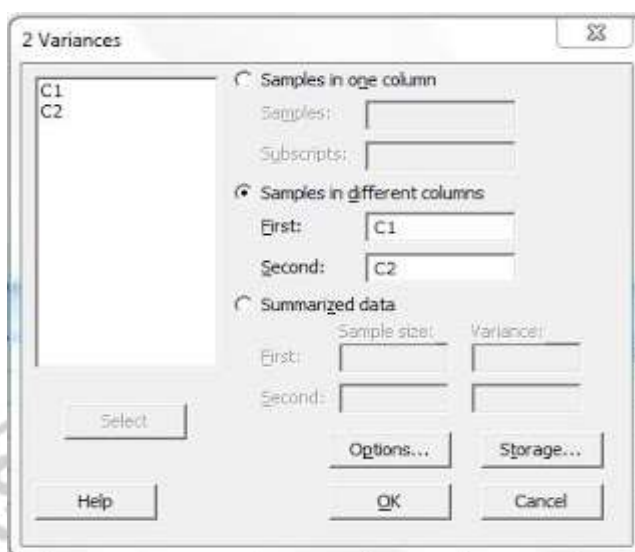 2 Variances
C1
C2
Samples in one column
Samples:
Subscripts:
Samples in different columns
First: C1
Second: C2
Summarized data
Sample size: Variance:
First:
Second:
Select
Options... Storage...
Help OK Cancel